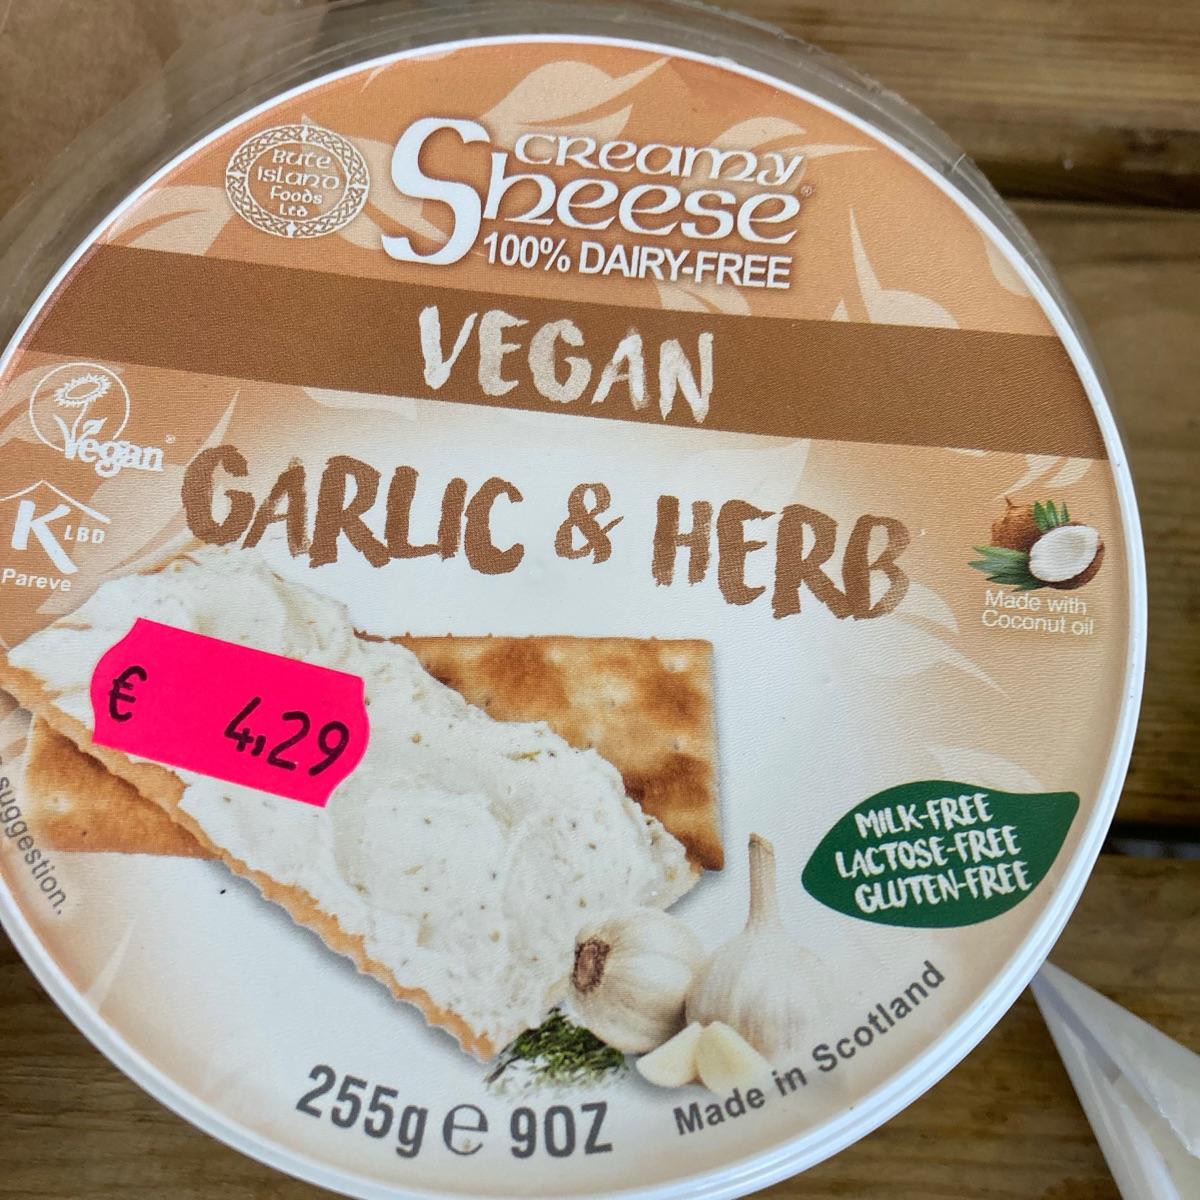 Bute
Island
Foods
Ltd
Creamy
Sheese®
100% DAIRY-FREE
VEGAN
Vegan®
GARLIC & HERB
K LBD
Pareve
Made with
Coconut oil
€ 4,29
suggestion.
MILK-FREE
LACTOSE-FREE
GLUTEN-FREE
255g e 9OZ
Made in Scotland